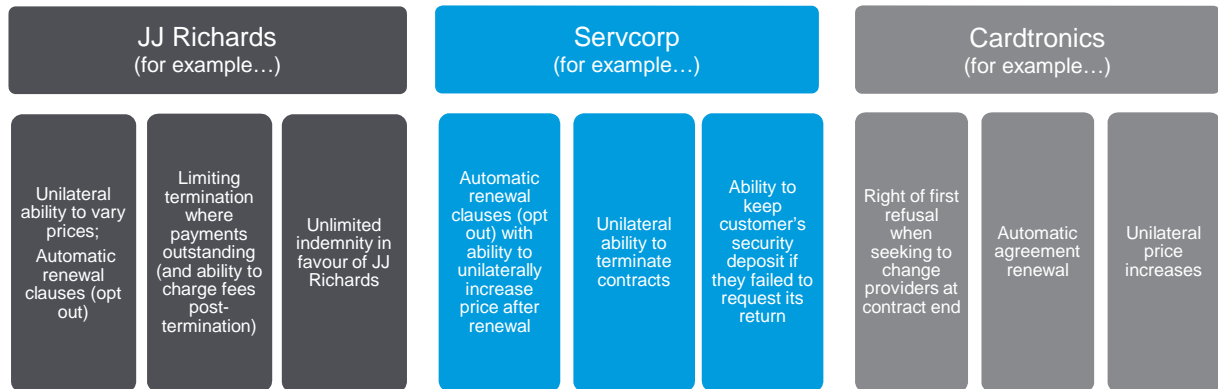 JJ Richards
(for example…)
Servcorp
(for example…)
Cardtronics
(for example…)
Unilateral
ability to vary
prices;
Automatic
renewal
clauses (opt
out)
Limiting
termination
where
payments
outstanding
(and ability to
charge fees
post-
termination)
Unlimited
indemnity in
favour of JJ
Richards
Automatic
renewal
clauses (opt
out) with
ability to
unilaterally
increase
price after
renewal
Unilateral
ability to
terminate
contracts
Ability to
keep
customer’s
security
deposit if
they failed to
request its
return
Right of first
refusal
when
seeking to
change
providers at
contract end
Automatic
agreement
renewal
Unilateral
price
increases